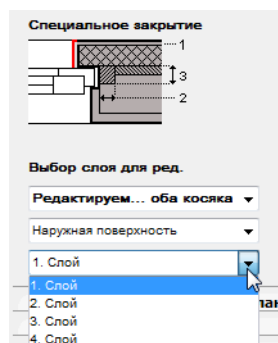 Специальное закрытие
1
3
2
Выбор слоя для ред.
Редактируем... оба косяка
Наружная поверхность
1. Слой
1. Слой
2. Слой
3. Слой
4. Слой